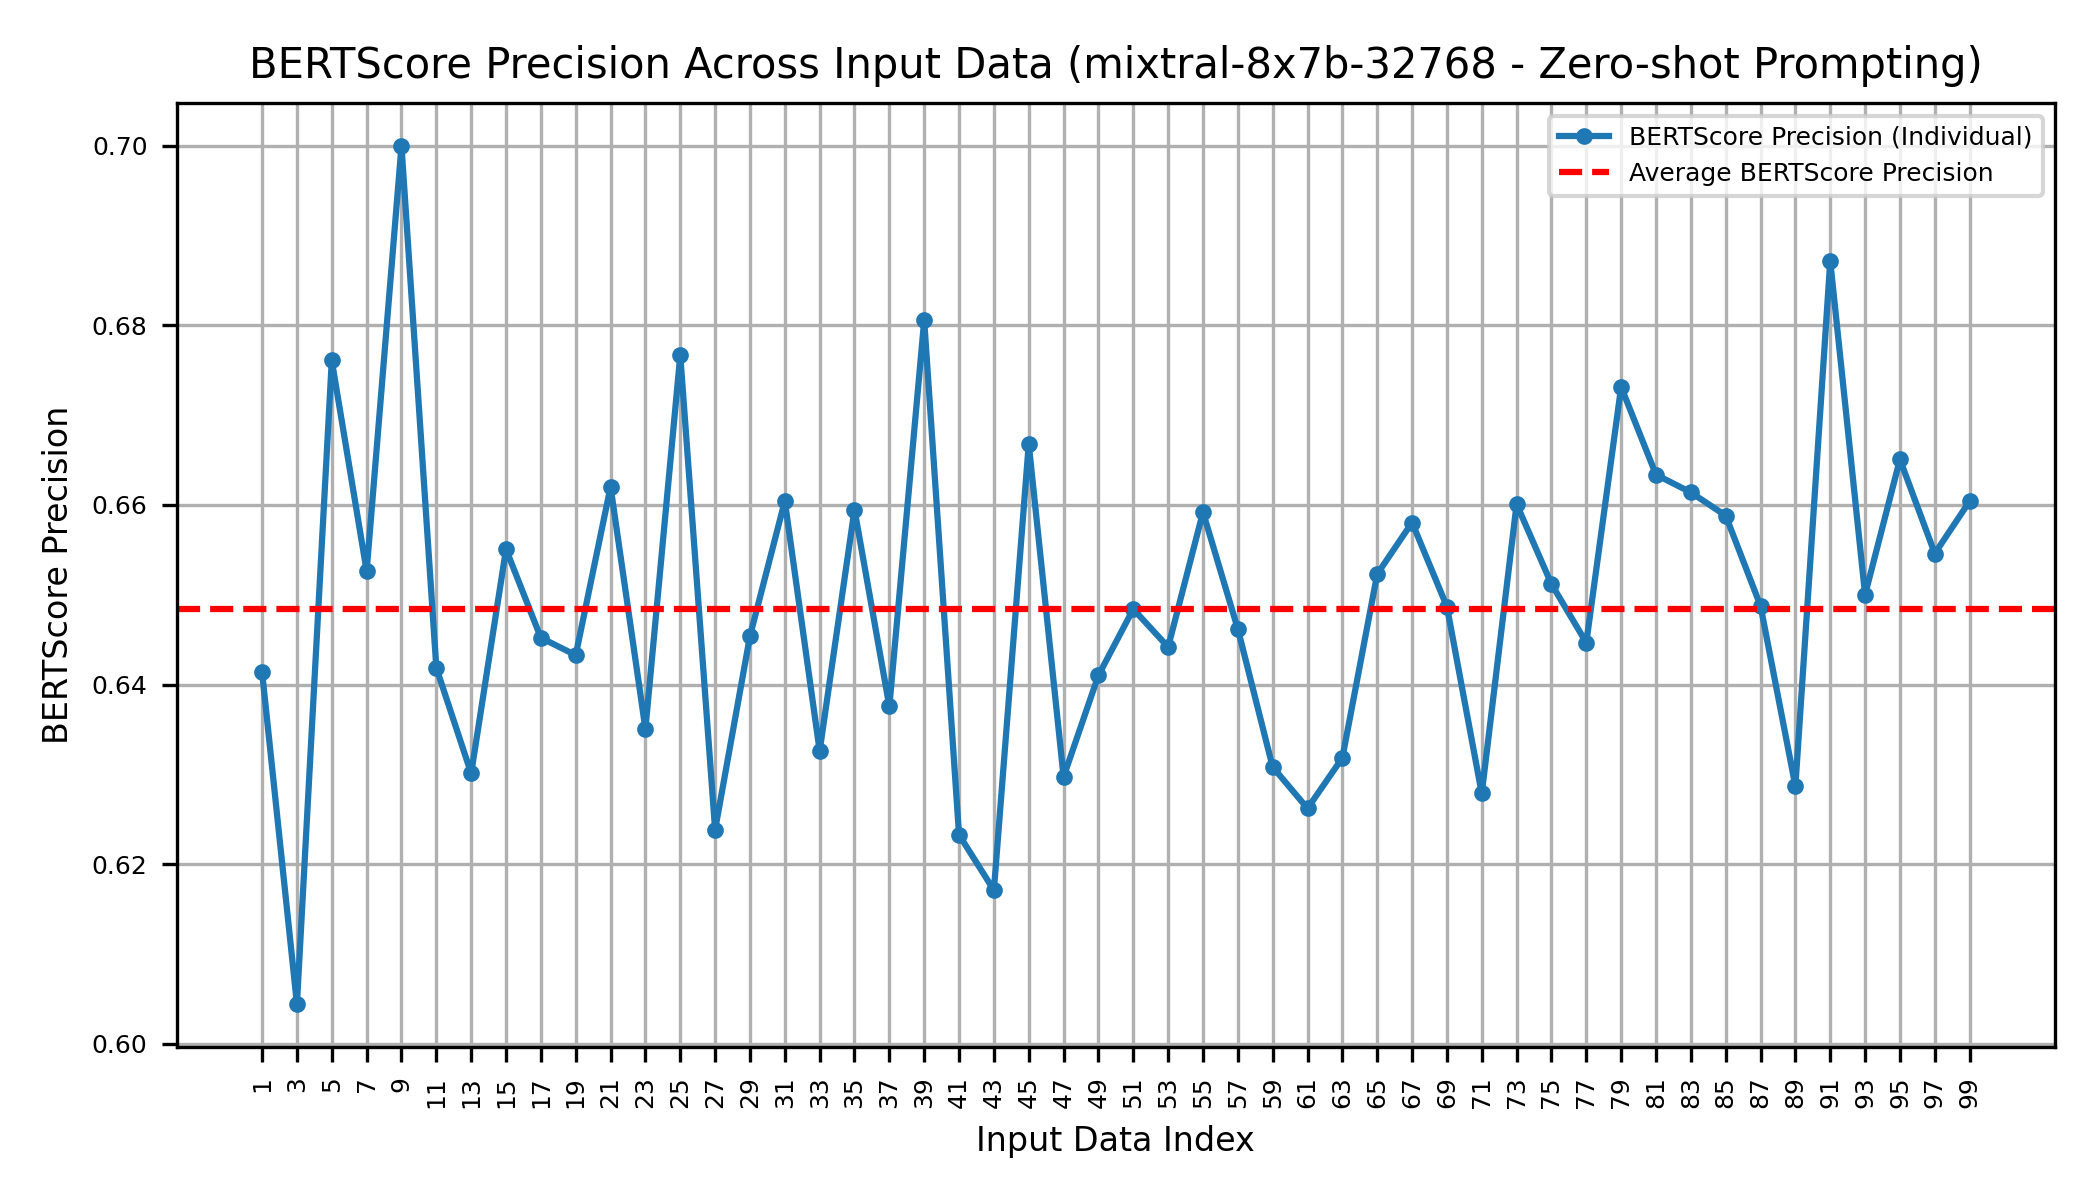 BERTScore Precision Across Input Data (mixtral-8x7b-32768 - Zero-shot Prompting)
BERTScore Precision (Individual)
Average BERTScore Precision
BERTScore Precision
0.70
0.68
0.66
0.64
0.62
0.60
1 3 5 7 9 11 13 15 17 19 21 23 25 27 29 31 33 35 37 39 41 43 45 47 49 51 53 55 57 59 61 63 65 67 69 71 73 75 77 79 81 83 85 87 89 91 93 95 97 99
Input Data Index